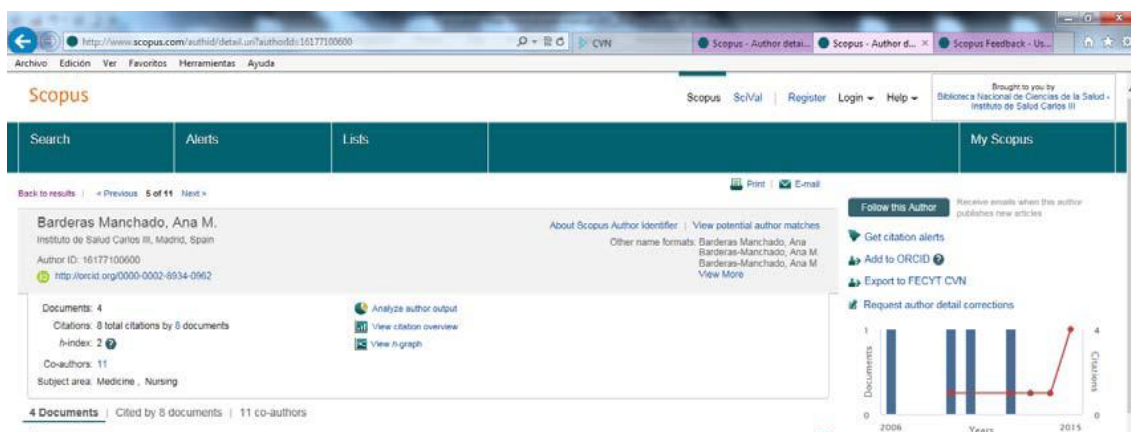 http://www.scopus.com/authid/detail.uri?authorId=16177100600
CVN
Scopus - Author detai...
Scopus - Author d...
Scopus Feedback - Us...
Archivo Edición Ver Favoritos Herramientas Ayuda
Scopus
Scopus SciVal | Register Login Help
Brought to you by
Biblioteca Nacional de Ciencias de la Salud -
Instituto de Salud Carlos III
Search Alerts Lists My Scopus
Back to results | < Previous 5 of 11 Next >
Print | E-mail
Barderas Manchado, Ana M.
Instituto de Salud Carlos III, Madrid, Spain
Author ID: 16177100600
http://orcid.org/0000-0002-8934-0962
About Scopus Author Identifier | View potential author matches
Other name formats: Barderas Manchado, Ana
Barderas Manchado, Ana M.
Barderas-Manchado, Ana M.
Barderas-Manchado, Ana M
View More
Follow this Author
Receive emails when this author
publishes new articles
Get citation alerts
Add to ORCID
Export to FECYT CVN
Request author detail corrections
Documents: 4
Citations: 8 total citations by 8 documents
h-index: 2
Co-authors: 11
Subject area: Medicine , Nursing
Analyze author output
View citation overview
View h-graph
4 Documents | Cited by 8 documents | 11 co-authors
1
0
Documents
4
0
Citations
2006 Years 2015